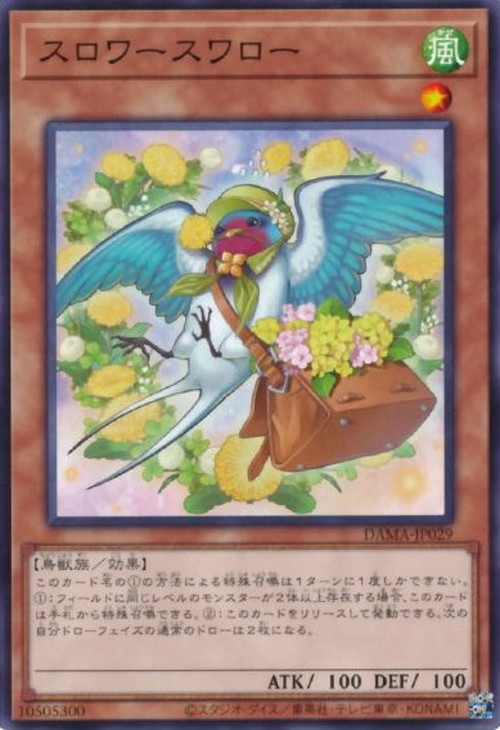 スロワースワロー
風
DAMA-JP029
【鳥獣族/効果】
このカード名の①の方法による特殊召喚は1ターンに1度しかできない。
①:フィールドに同じレベルのモンスターが2体以上存在する場合、このカード
は手札から特殊召喚できる。②:このカードをリリースして発動できる。次の
自分ドローフェイズの通常のドローは2枚になる。
ATK/ 100 DEF/ 100
10505300 ©スタジオ・ダイス/集英社・テレビ東京・KONAMI